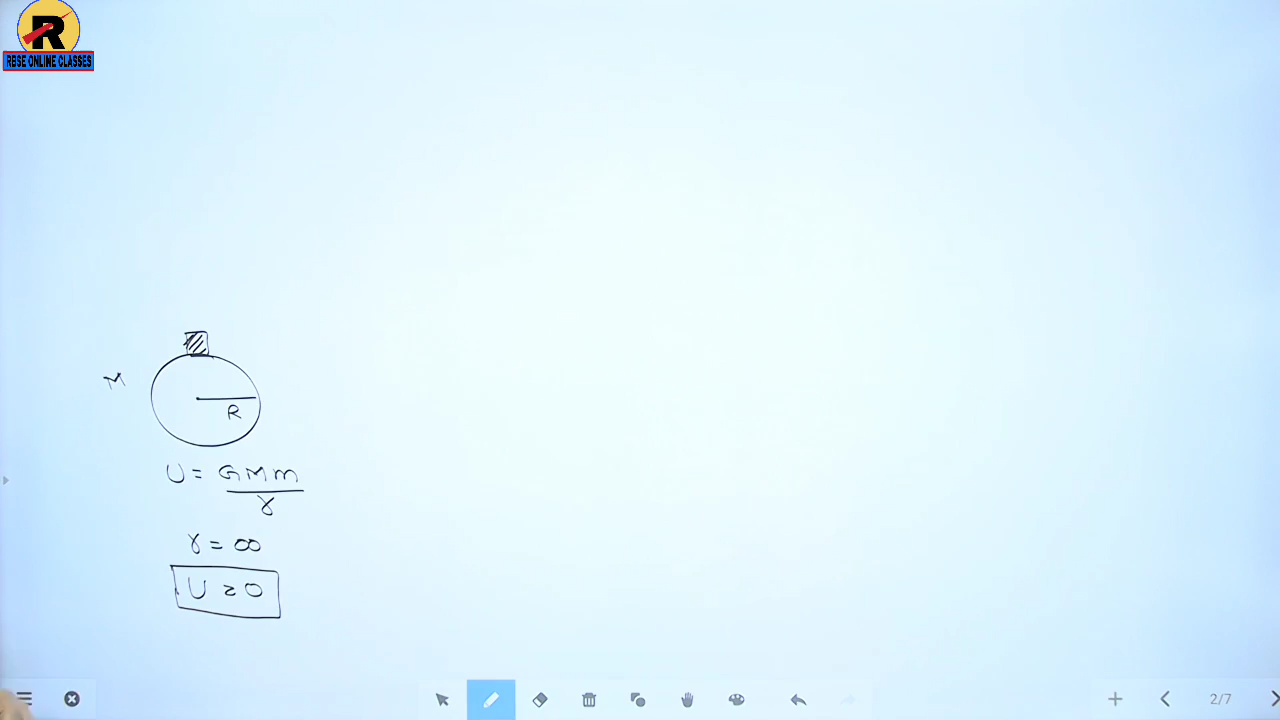 R
RBSE ONLINE CLASSES
M
R
U = GMm
r
r = ∞
U = 0
2/7